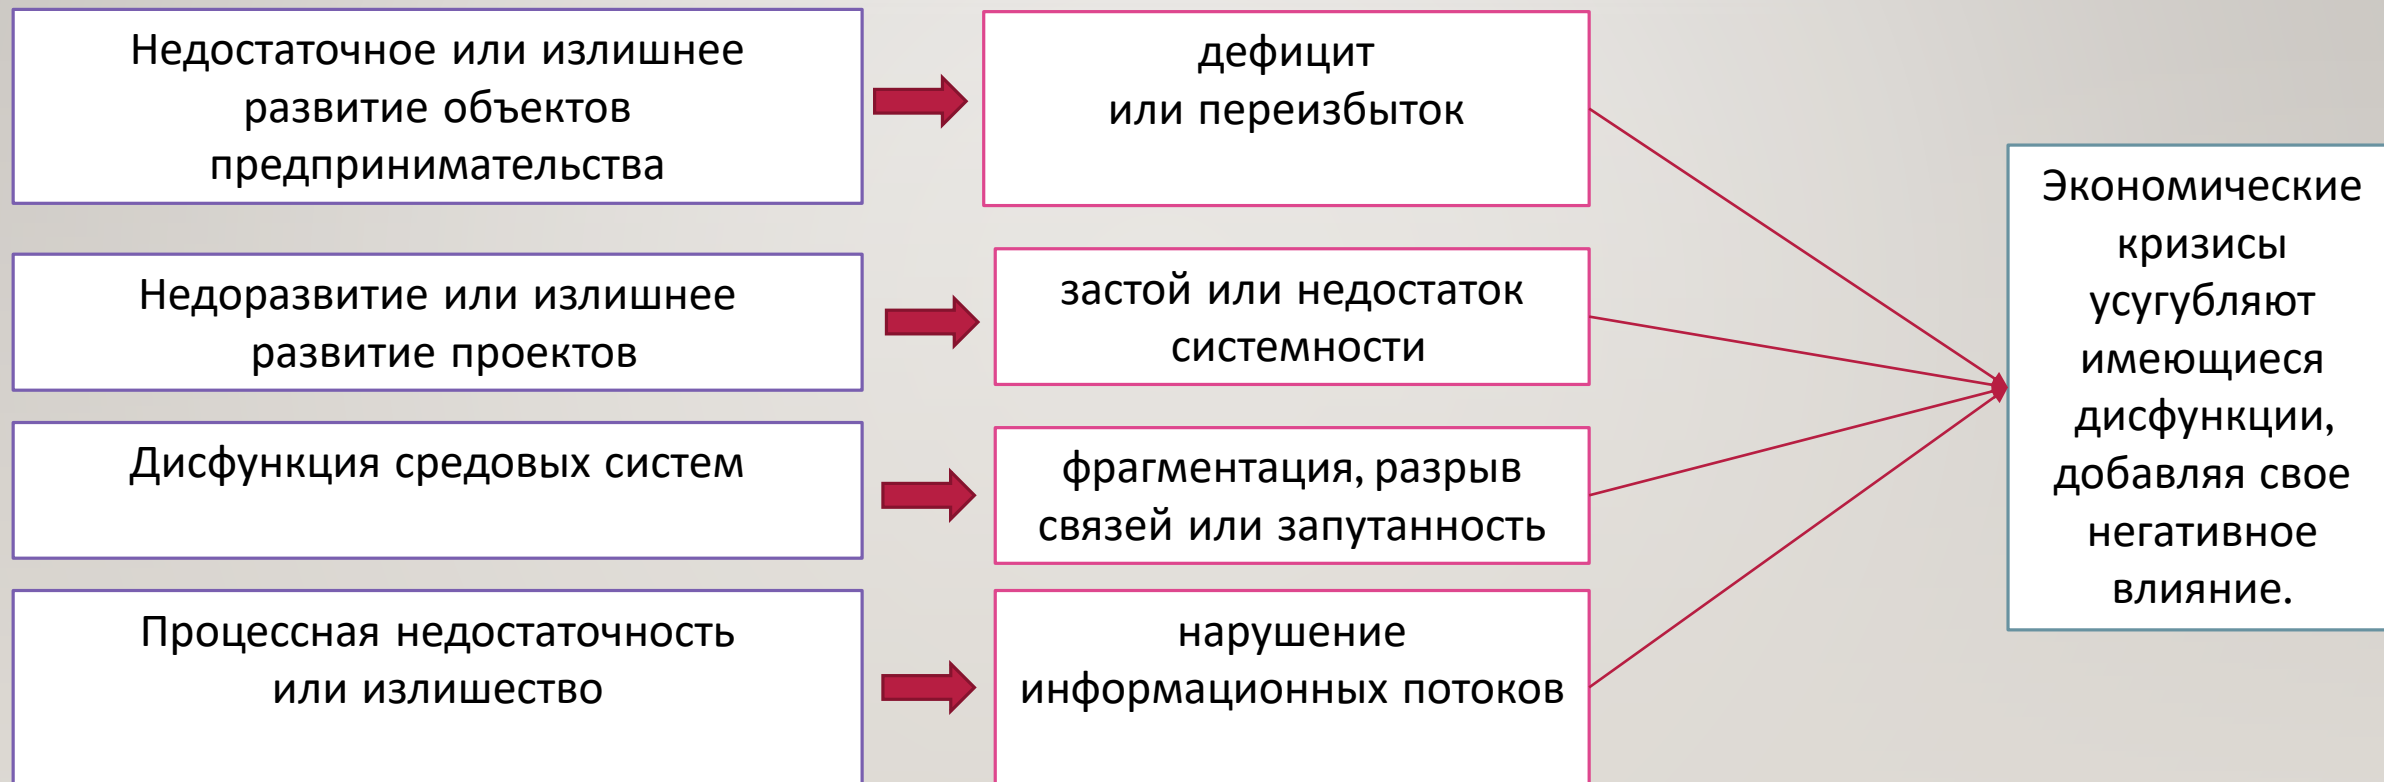 Недостаточное или излишнее
развитие объектов
предпринимательства
дефицит
или переизбыток
Недоразвитие или излишнее
развитие проектов
застой или недостаток
системности
Дисфункция средовых систем
фрагментация, разрыв
связей или запутанность
Процессная недостаточность
или излишество
нарушение
информационных потоков
Экономические
кризисы
усугубляют
имеющиеся
дисфункции,
добавляя свое
негативное
влияние.